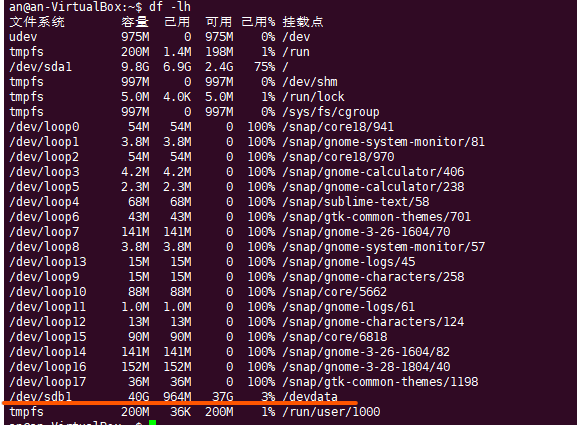 an@an-VirtualBox:~$ df -lh
文件系统 容量 已用 可用 已用% 挂载点
udev 975M 0 975M 0% /dev
tmpfs 200M 1.4M 198M 1% /run
/dev/sda1 9.8G 6.9G 2.4G 75% /
tmpfs 997M 0 997M 0% /dev/shm
tmpfs 5.0M 4.0K 5.0M 1% /run/lock
tmpfs 997M 0 997M 0% /sys/fs/cgroup
/dev/loop0 54M 54M 0 100% /snap/core18/941
/dev/loop1 3.8M 3.8M 0 100% /snap/gnome-system-monitor/81
/dev/loop2 54M 54M 0 100% /snap/core18/970
/dev/loop3 4.2M 4.2M 0 100% /snap/gnome-calculator/406
/dev/loop5 2.3M 2.3M 0 100% /snap/gnome-calculator/238
/dev/loop4 68M 68M 0 100% /snap/sublime-text/58
/dev/loop6 43M 43M 0 100% /snap/gtk-common-themes/701
/dev/loop7 141M 141M 0 100% /snap/gnome-3-26-1604/70
/dev/loop8 3.8M 3.8M 0 100% /snap/gnome-system-monitor/57
/dev/loop13 15M 15M 0 100% /snap/gnome-logs/45
/dev/loop9 15M 15M 0 100% /snap/gnome-characters/258
/dev/loop10 88M 88M 0 100% /snap/core/5662
/dev/loop11 1.0M 1.0M 0 100% /snap/gnome-logs/61
/dev/loop12 13M 13M 0 100% /snap/gnome-characters/124
/dev/loop15 90M 90M 0 100% /snap/core/6818
/dev/loop14 141M 141M 0 100% /snap/gnome-3-26-1604/82
/dev/loop16 152M 152M 0 100% /snap/gnome-3-28-1804/40
/dev/loop17 36M 36M 0 100% /snap/gtk-common-themes/1198
/dev/sdb1 40G 964M 37G 3% /devdata
tmpfs 200M 36K 200M 1% /run/user/1000
an@an-VirtualBox:~$